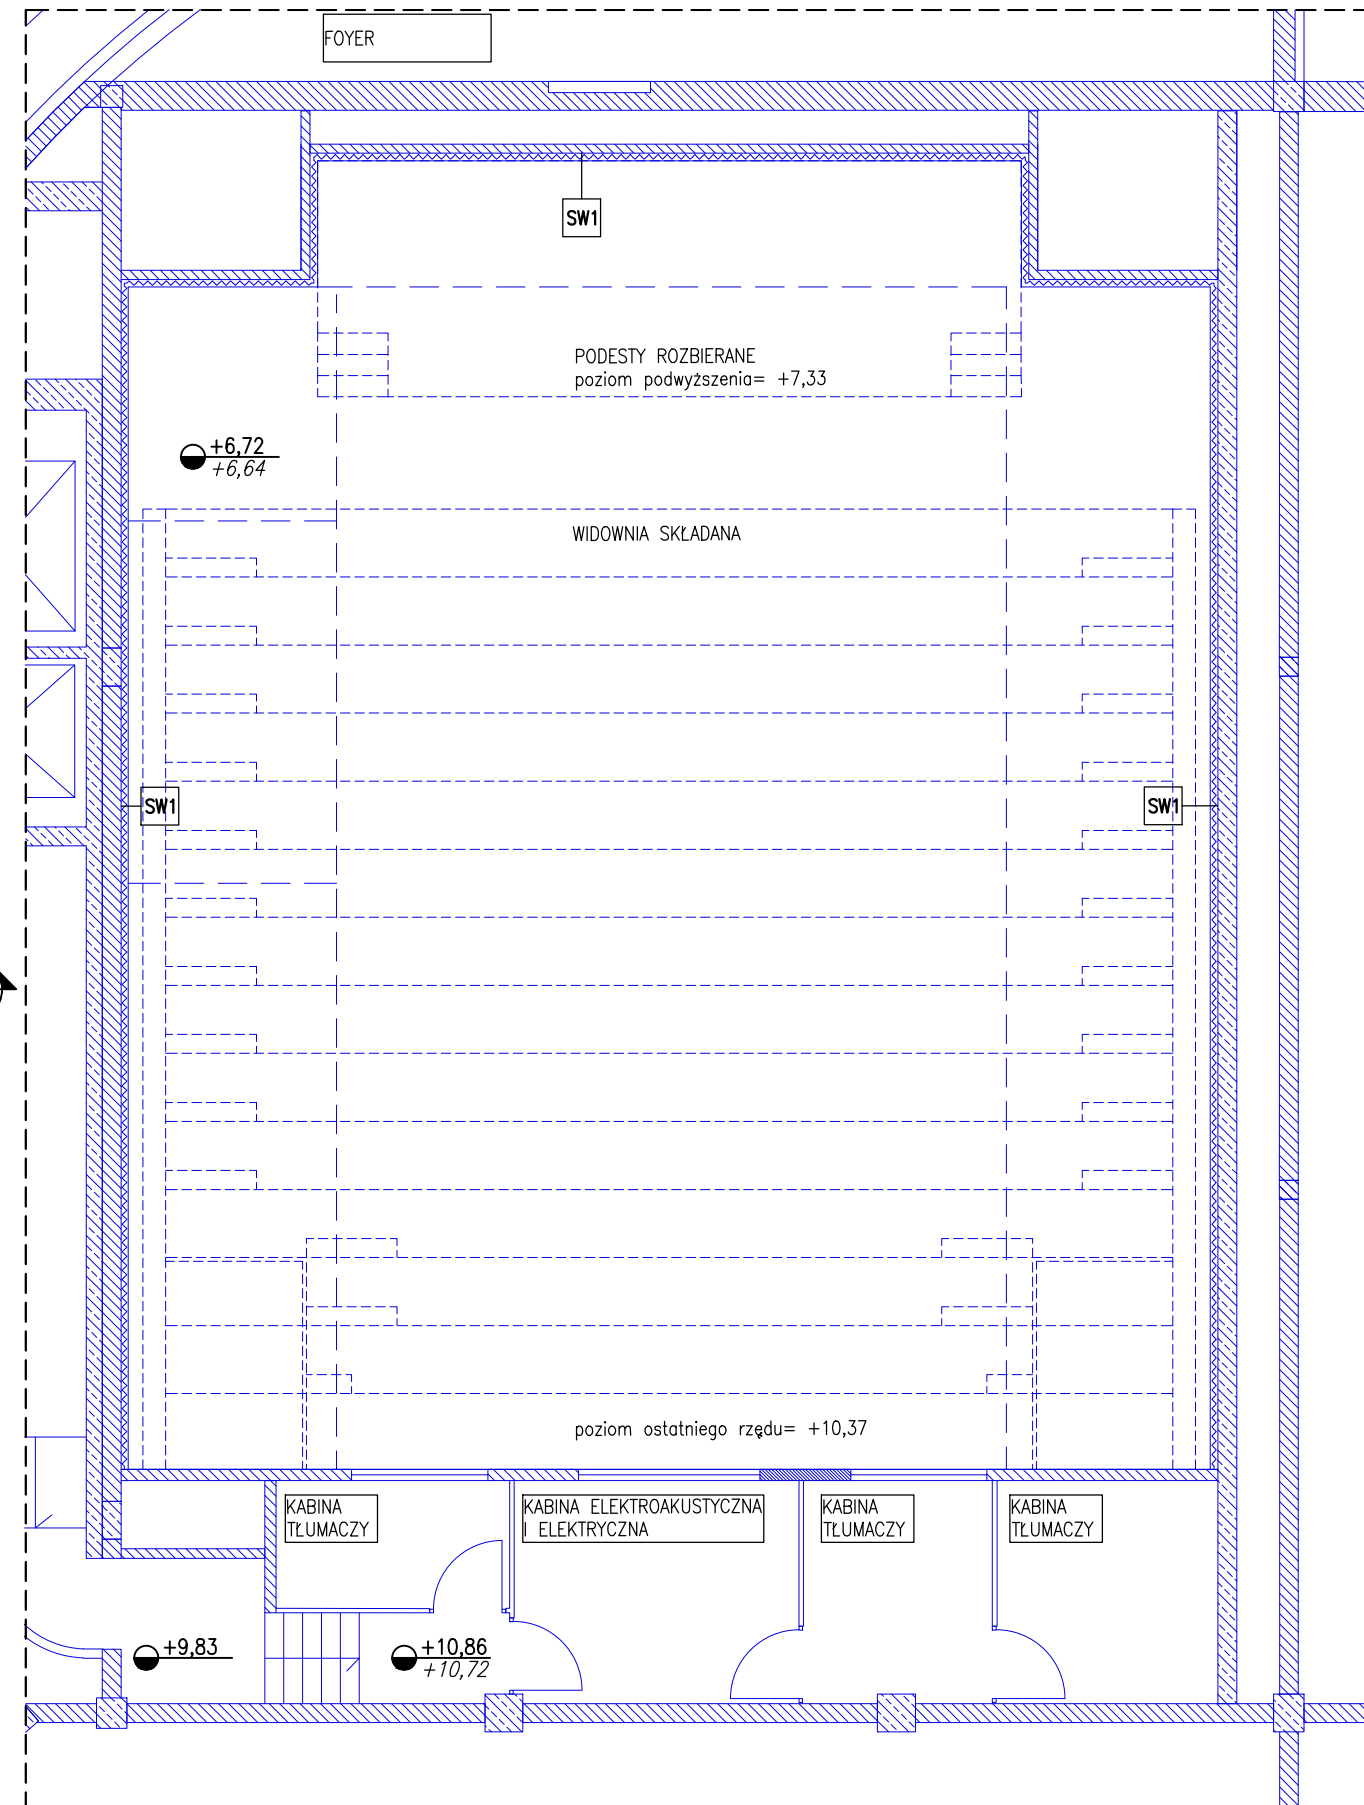 FOYER
SW1
PODESTY ROZBIERANE
poziom podwyższenia= +7,33
+6,72
+6,64
WIDOWNIA SKŁADANA
SW1
SW1
poziom ostatniego rzędu= +10,37
KABINA
TŁUMACZY
KABINA ELEKTROAKUSTYCZNA
I ELEKTRYCZNA
KABINA
TŁUMACZY
KABINA
TŁUMACZY
+9,83
+10,86
+10,72